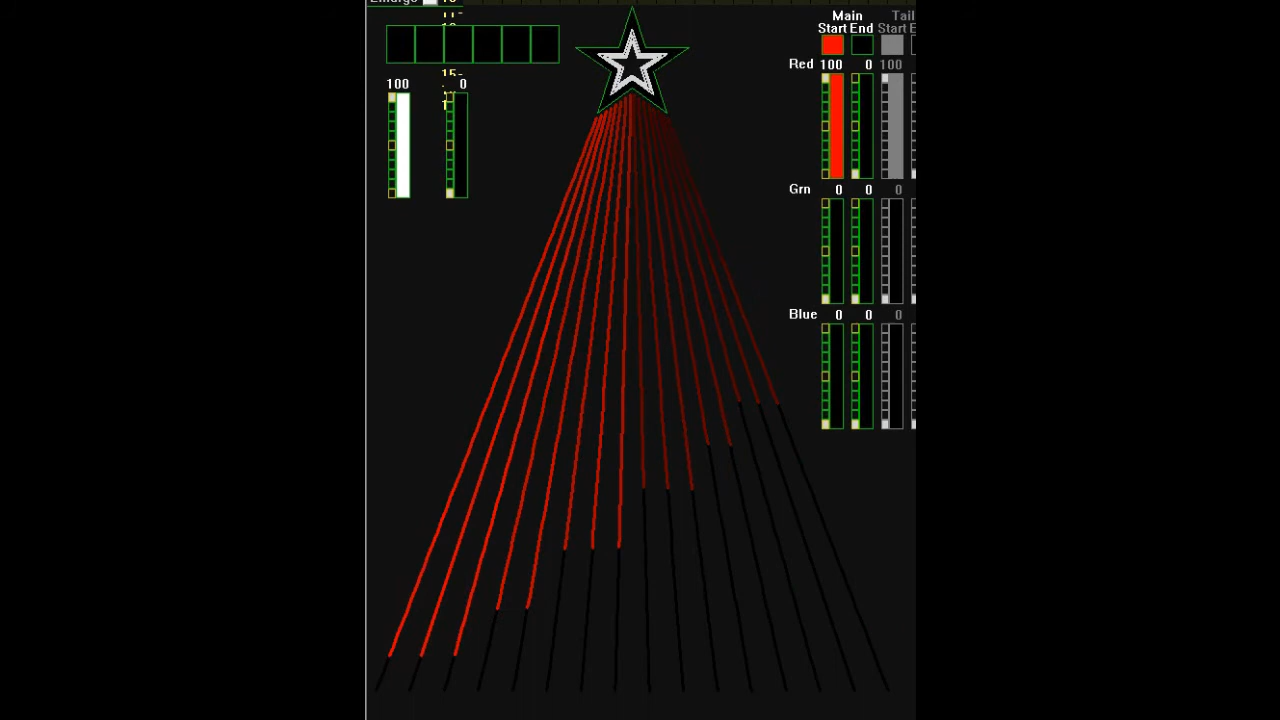 Main Tail
Start End Start
100 0
Red 100 0 100
Grn 0 0 0
Blue 0 0 0
15-